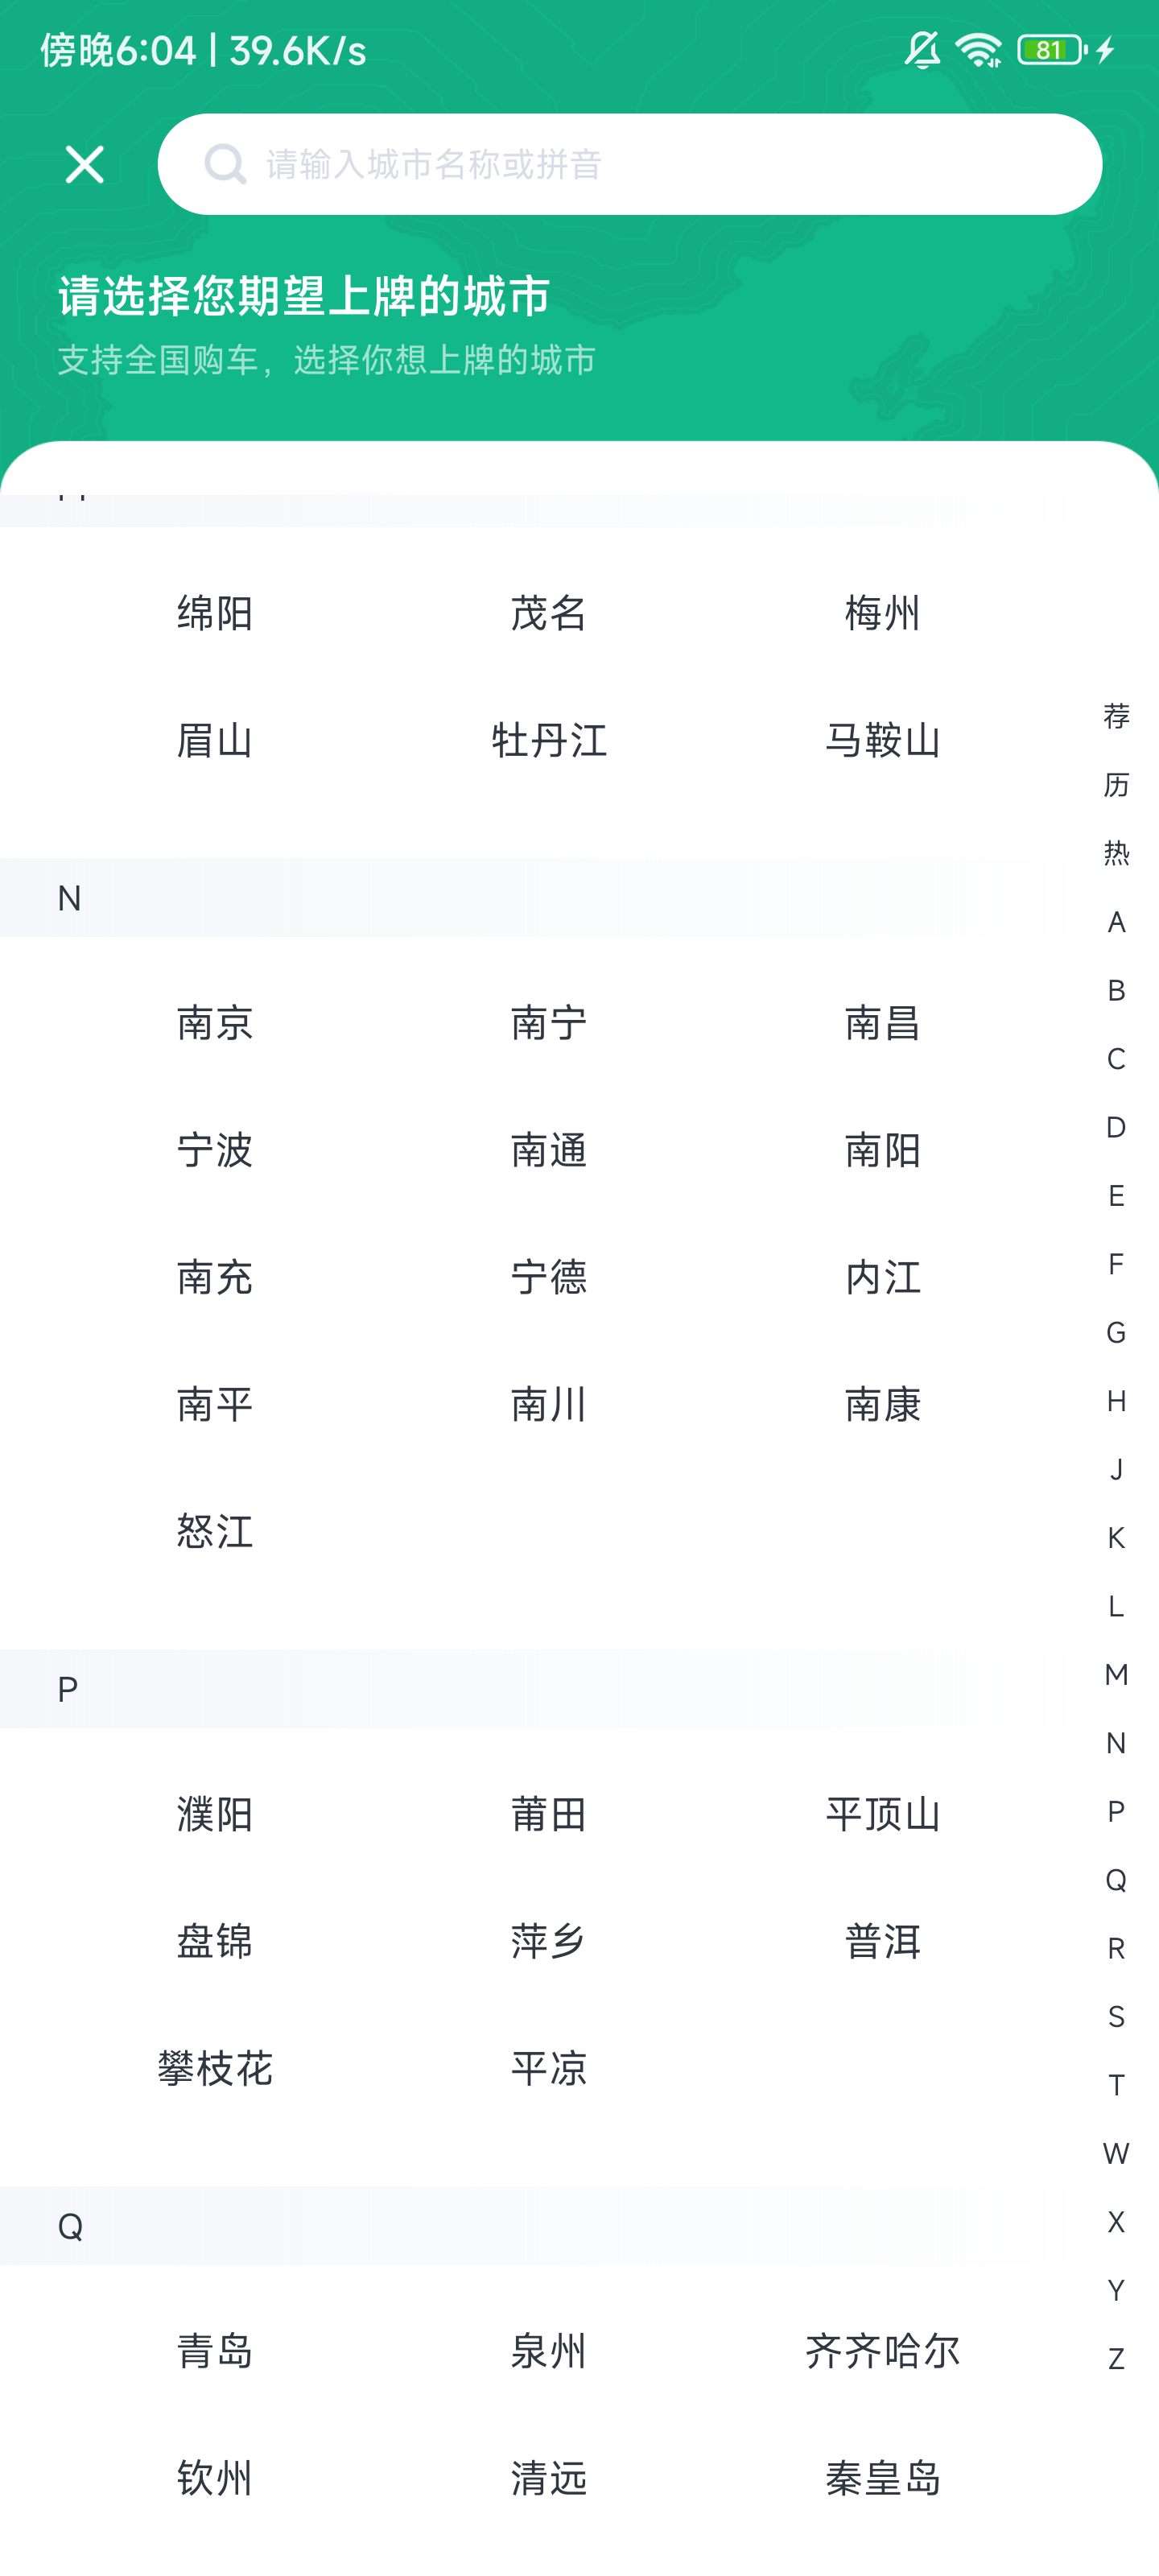 傍晚6:04 | 39.6K/s
81
请输入城市名称或拼音
请选择您期望上牌的城市
支持全国购车，选择你想上牌的城市
绵阳 茂名 梅州
眉山 牡丹江 马鞍山
N
南京 南宁 南昌
宁波 南通 南阳
南充 宁德 内江
南平 南川 南康
怒江
P
濮阳 莆田 平顶山
盘锦 萍乡 普洱
攀枝花 平凉
Q
青岛 泉州 齐齐哈尔
钦州 清远 秦皇岛
荐
历
热
A
B
C
D
E
F
G
H
J
K
L
M
N
P
Q
R
S
T
W
X
Y
Z